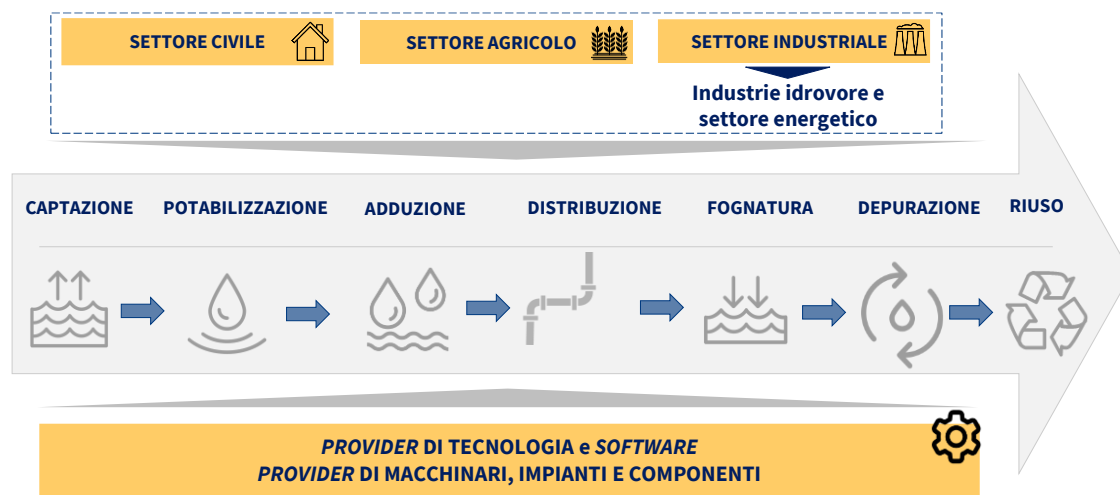 SETTORE CIVILE
SETTORE AGRICOLO
SETTORE INDUSTRIALE
Industrie idrovore e
settore energetico
CAPTAZIONE
POTABILIZZAZIONE
ADDUZIONE
DISTRIBUZIONE
FOGNATURA
DEPURAZIONE
RIUSO
PROVIDER DI TECNOLOGIA e SOFTWARE
PROVIDER DI MACCHINARI, IMPIANTI E COMPONENTI